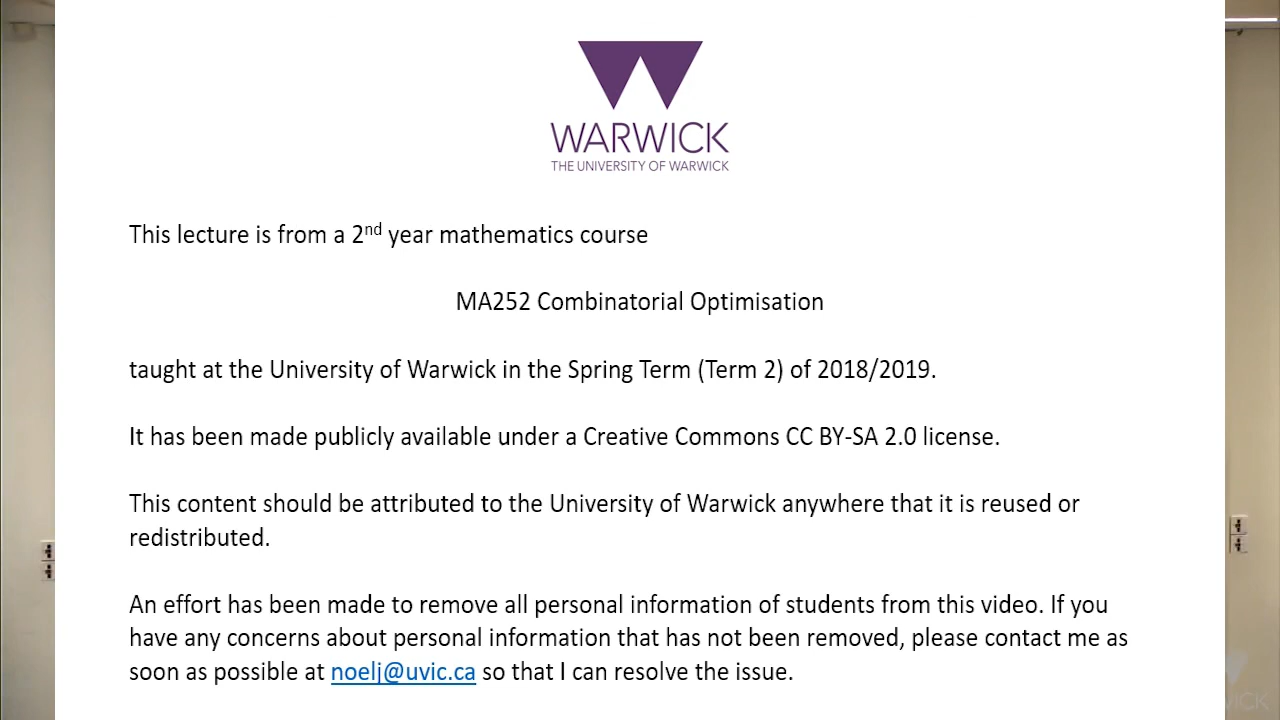 WARWICK
THE UNIVERSITY OF WARWICK
This lecture is from a 2nd year mathematics course
MA252 Combinatorial Optimisation
taught at the University of Warwick in the Spring Term (Term 2) of 2018/2019.
It has been made publicly available under a Creative Commons CC BY-SA 2.0 license.
This content should be attributed to the University of Warwick anywhere that it is reused or
redistributed.
An effort has been made to remove all personal information of students from this video. If you
have any concerns about personal information that has not been removed, please contact me as
soon as possible at noelj@uvic.ca so that I can resolve the issue.